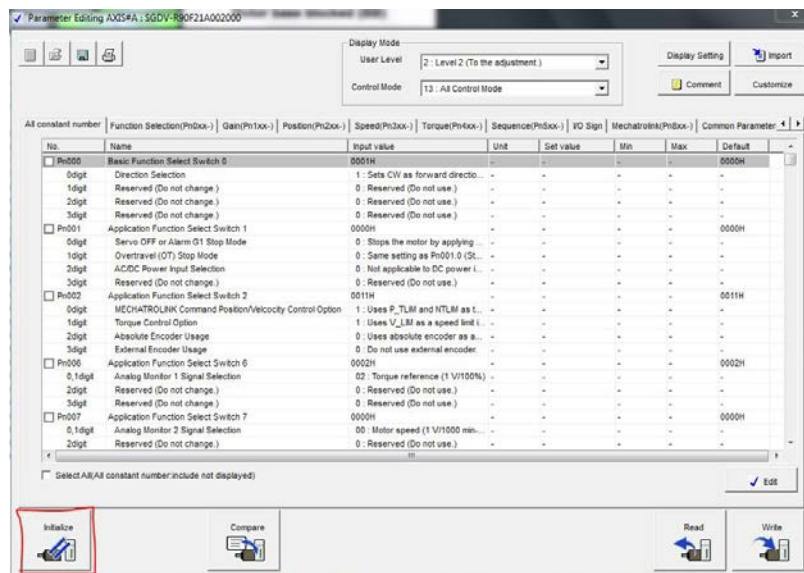 Parameter Editing AXIS#A : SGDV-R90F21A002000
Display Mode
User Level 2 : Level 2 (To the adjustment.)
Control Mode 13 : All Control Mode
Display Setting Import
Comment Customize
All constant number Function Selection(Pn0xx-) Gain(Pn1xx-) Position(Pn2xx-) Speed(Pn3xx-) Torque(Pn4xx-) Sequence(Pn5xx-) I/O Sign Mechatrolink(Pn8xx-) Common Parameter
No. Name Input value Unit Set value Min Max Default
Pn000 Basic Function Select Switch 0 0001H - - - - 0000H
0digit Direction Selection 1 : Sets CW as forward directio... - - - - -
1digit Reserved (Do not change.) 0 : Reserved (Do not use.) - - - - -
2digit Reserved (Do not change.) 0 : Reserved (Do not use.) - - - - -
3digit Reserved (Do not change.) 0 : Reserved (Do not use.) - - - - -
Pn001 Application Function Select Switch 1 0000H - - - - 0000H
0digit Servo OFF or Alarm G1 Stop Mode 0 : Stops the motor by applying ... - - - - -
1digit Overtravel (OT) Stop Mode 0 : Same setting as Pn001.0 (St... - - - - -
2digit AC/DC Power Input Selection 0 : Not applicable to DC power i... - - - - -
3digit Reserved (Do not change.) 0 : Reserved (Do not use.) - - - - -
Pn002 Application Function Select Switch 2 0011H - - - - 0011H
0digit MECHATROLINK Command Position/Velcocity Control Option 1 : Uses P_TLIM and NTLIM as t... - - - - -
1digit Torque Control Option 1 : Uses V_LIM as a speed limit i... - - - - -
2digit Absolute Encoder Usage 0 : Uses absolute encoder as a... - - - - -
3digit External Encoder Usage 0 : Do not use external encoder. - - - - -
Pn006 Application Function Select Switch 6 0002H - - - - 0002H
0,1digit Analog Monitor 1 Signal Selection 02 : Torque reference (1 V/100%) - - - - -
2digit Reserved (Do not change.) 0 : Reserved (Do not use.) - - - - -
3digit Reserved (Do not change.) 0 : Reserved (Do not use.) - - - - -
Pn007 Application Function Select Switch 7 0000H - - - - 0000H
0,1digit Analog Monitor 2 Signal Selection 00 : Motor speed (1 V/1000 min-... - - - - -
2digit Reserved (Do not change.) 0 : Reserved (Do not use.) - - - - -
Select All(All constant number:include not displayed)
Edit
Initialize Compare Read Write